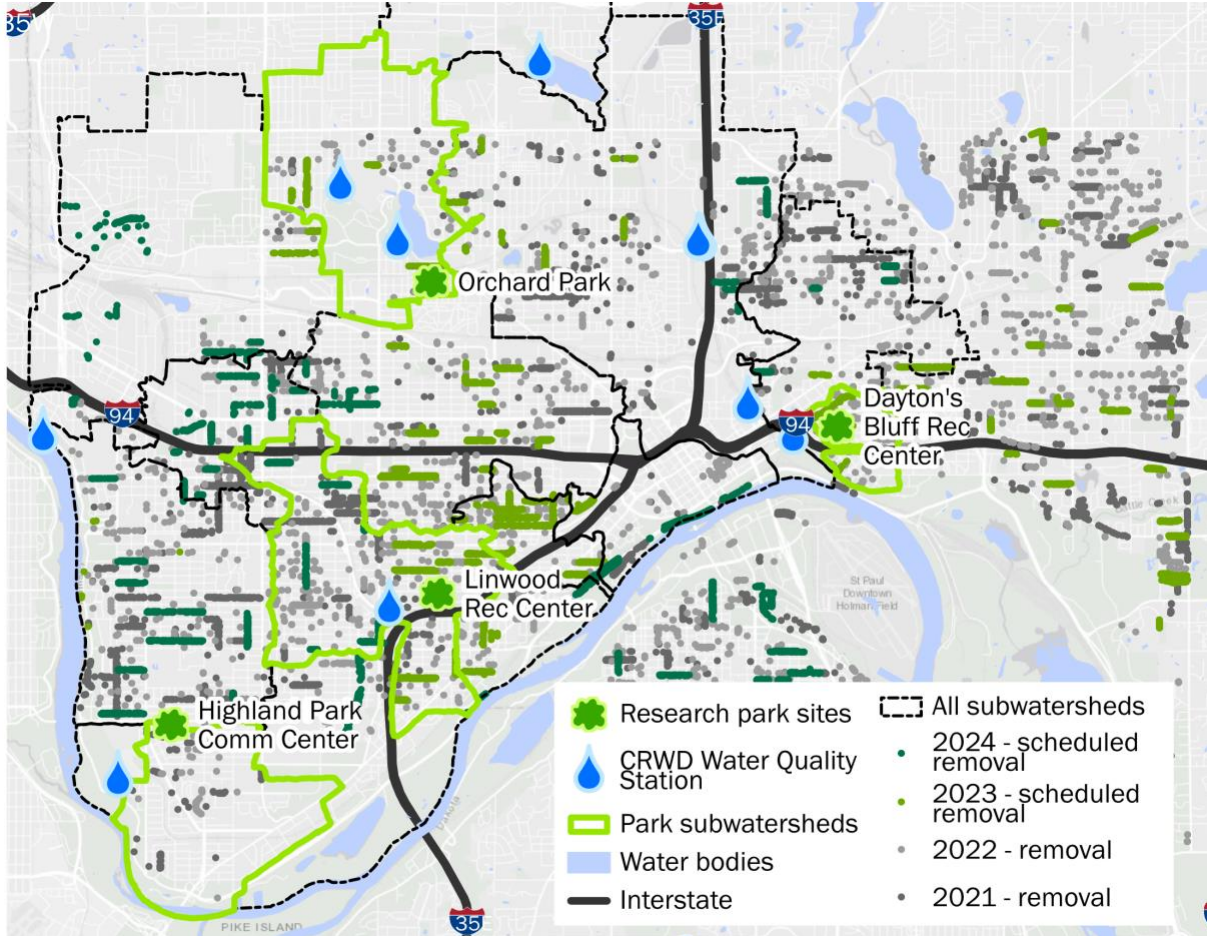 35W
35E
Orchard Park
94
94
Dayton's
Bluff Rec
Center
St Paul
Downtown
Holman Field
Linwood
Rec Center
Highland Park
Comm Center
35
PIKE ISLAND
Research park sites
CRWD Water Quality
Station
Park subwatersheds
Water bodies
Interstate
All subwatersheds
2024 - scheduled
removal
2023 - scheduled
removal
2022 - removal
2021 - removal